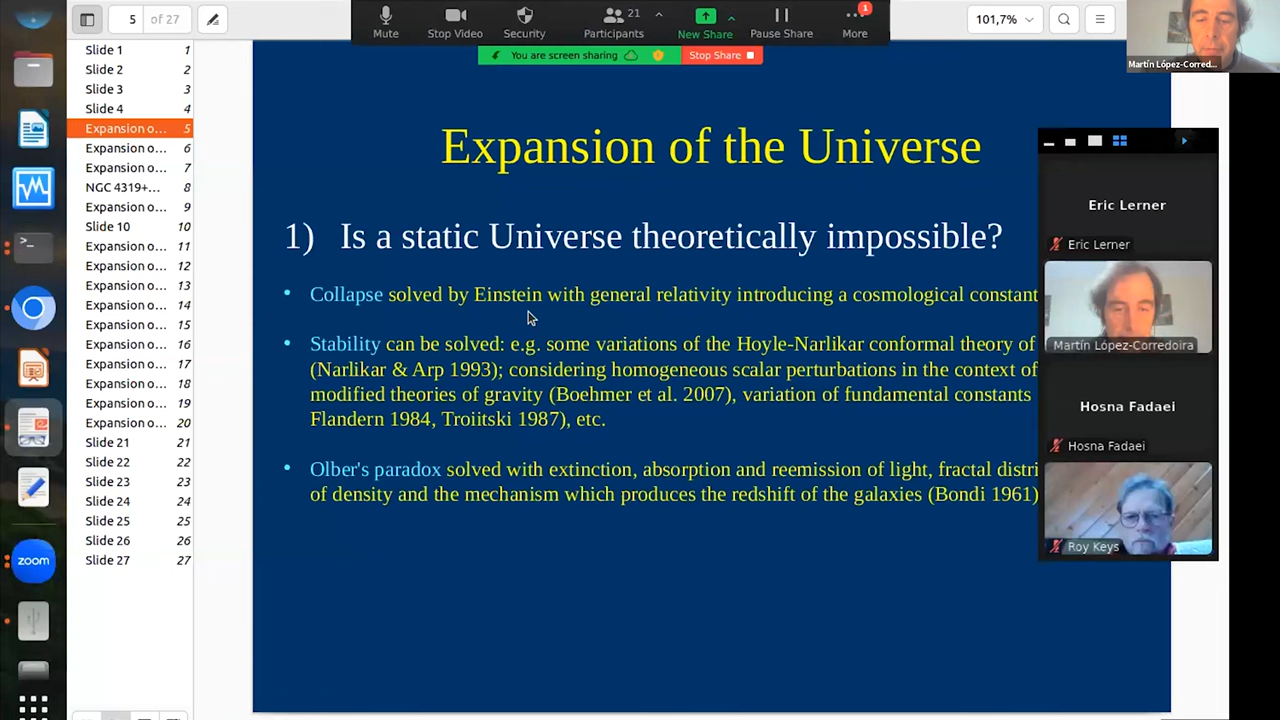 5 of 27
Mute
Stop Video
Security
21
Participants
New Share
Pause Share
1
More
You are screen sharing
Stop Share
101,7%
Martín López-Corred...
Slide 1 1
Slide 2 2
Slide 3 3
Slide 4 4
Expansion o... 5
Expansion o... 6
Expansion o... 7
NGC 4319+... 8
Expansion o... 9
Slide 10 10
Expansion o... 11
Expansion o... 12
Expansion o... 13
Expansion o... 14
Expansion o... 15
Expansion o... 16
Expansion o... 17
Expansion o... 18
Expansion o... 19
Expansion o... 20
Slide 21 21
Slide 22 22
Slide 23 23
Slide 24 24
Slide 25 25
Slide 26 26
Slide 27 27
zoom
Expansion of the Universe
1) Is a static Universe theoretically impossible?
• Collapse solved by Einstein with general relativity introducing a cosmological constant
• Stability can be solved: e.g. some variations of the Hoyle-Narlikar conformal theory of
(Narlikar & Arp 1993); considering homogeneous scalar perturbations in the context of
modified theories of gravity (Boehmer et al. 2007), variation of fundamental constants
Flandern 1984, Troiitski 1987), etc.
• Olber's paradox solved with extinction, absorption and reemission of light, fractal distri
of density and the mechanism which produces the redshift of the galaxies (Bondi 1961)
Eric Lerner
Eric Lerner
Martín López-Corredoira
Hosna Fadaei
Hosna Fadaei
Roy Keys